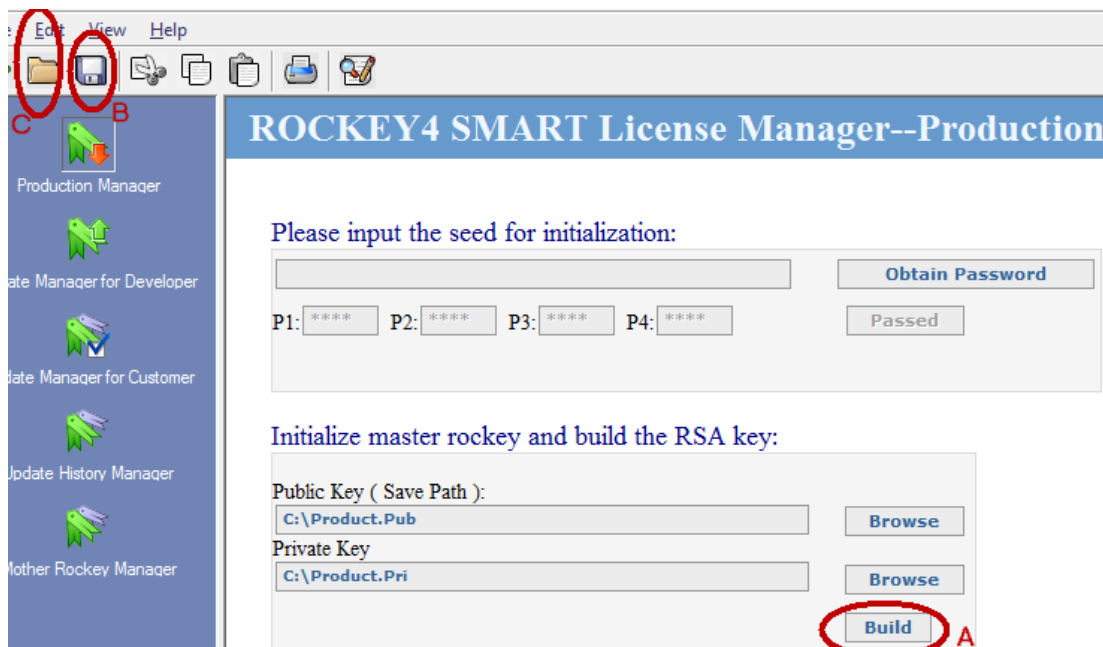 Edit View Help
C
B
Production Manager
ate Manager for Developer
date Manager for Customer
Update History Manager
Mother Rockey Manager
ROCKEY4 SMART License Manager--Production
Please input the seed for initialization:
Obtain Password
P1: **** P2: **** P3: **** P4: **** Passed
Initialize master rockey and build the RSA key:
Public Key ( Save Path ):
C:\Product.Pub Browse
Private Key
C:\Product.Pri Browse
Build A